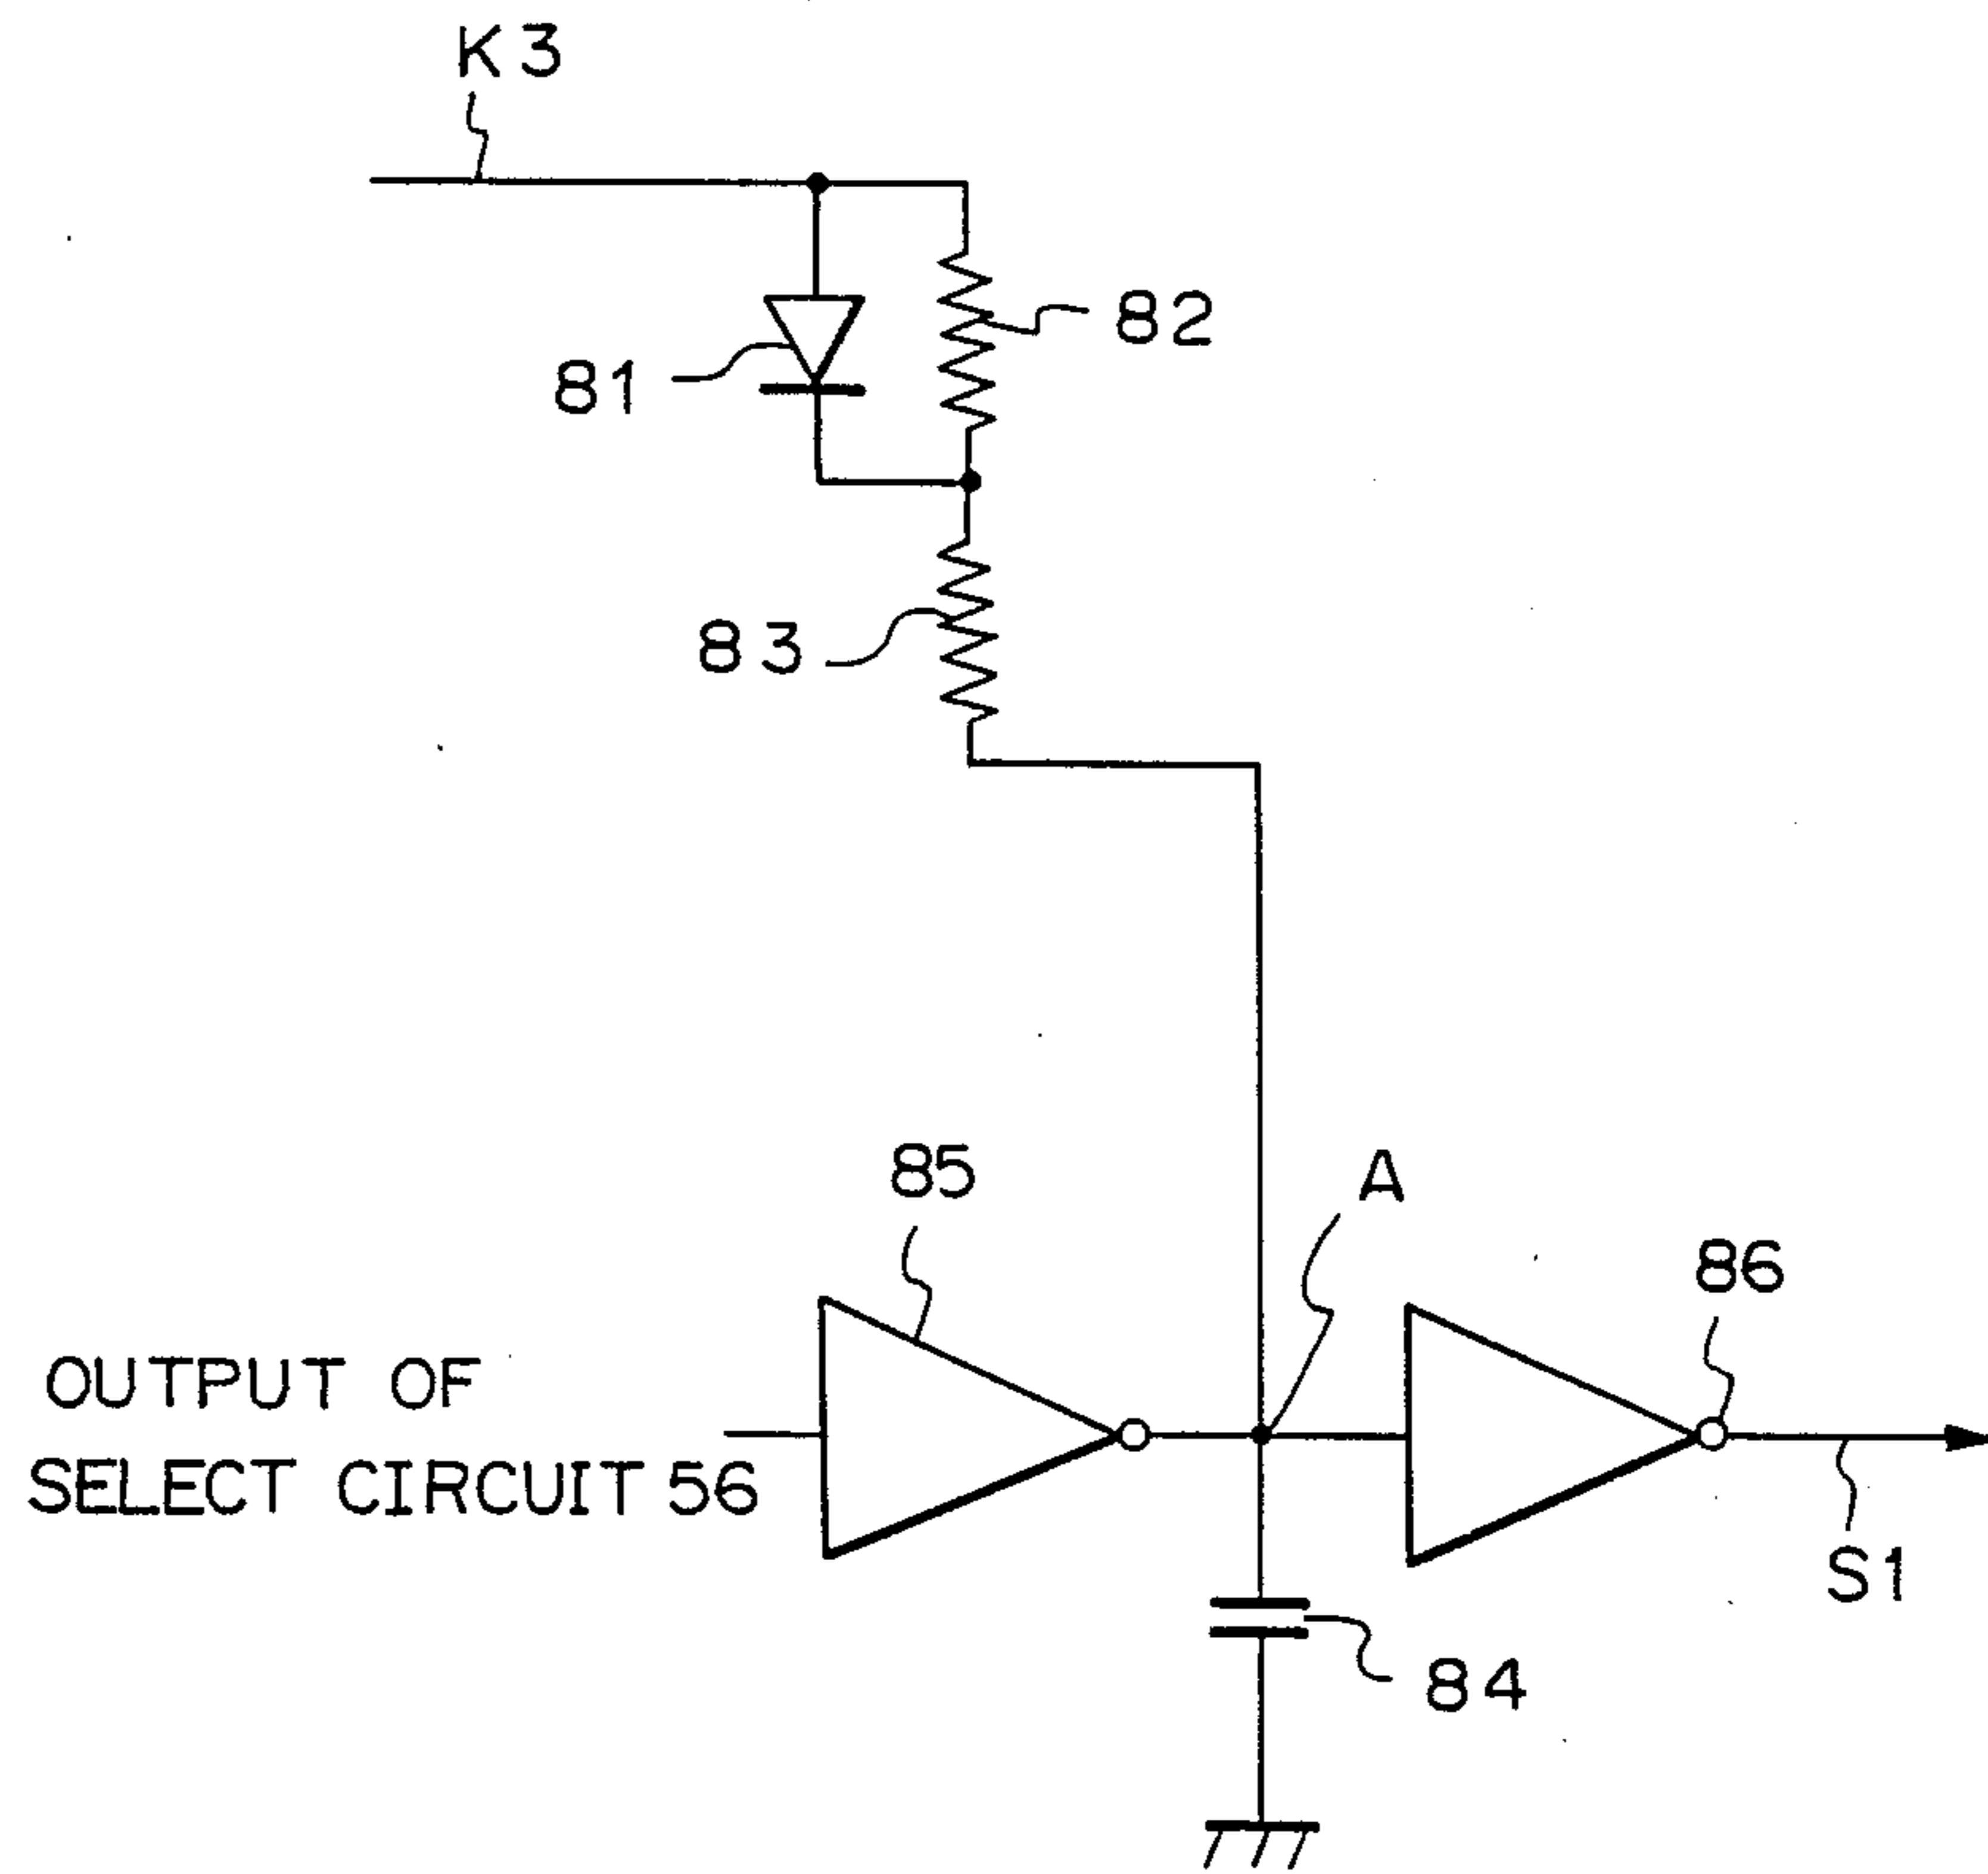 K3
82
81
83
85
A
86
OUTPUT OF
SELECT CIRCUIT 56
S1
84